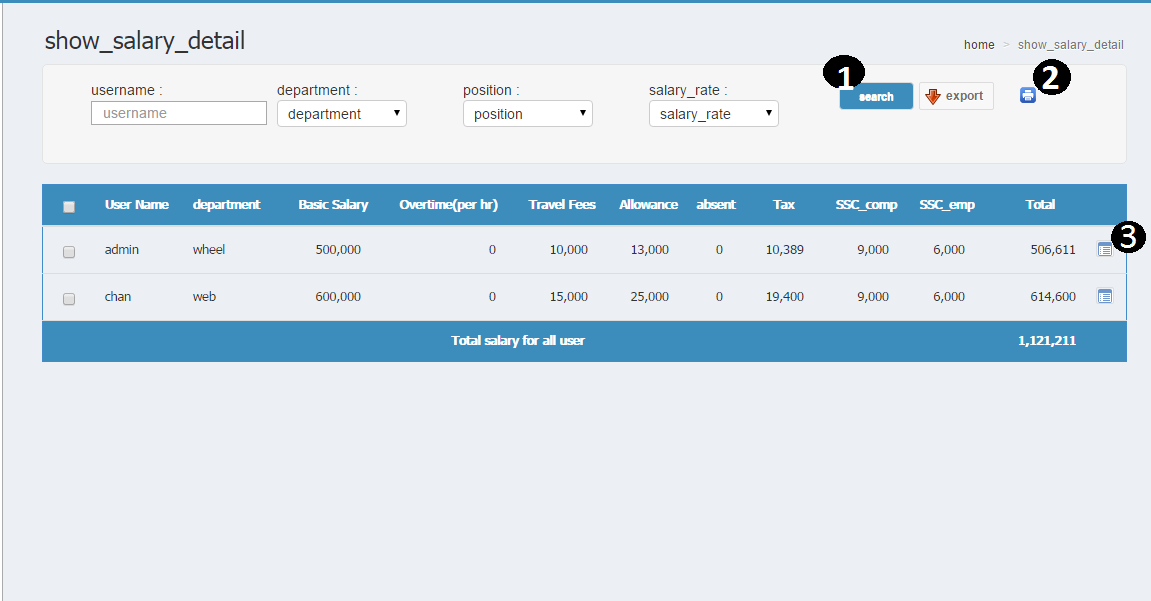 show_salary_detail
home > show_salary_detail
username : department : position : salary_rate :
username department position salary_rate search export
1 2
User Name department Basic Salary Overtime(per hr) Travel Fees Allowance absent Tax SSC_comp SSC_emp Total
admin wheel 500,000 0 10,000 13,000 0 10,389 9,000 6,000 506,611 3
chan web 600,000 0 15,000 25,000 0 19,400 9,000 6,000 614,600
Total salary for all user 1,121,211